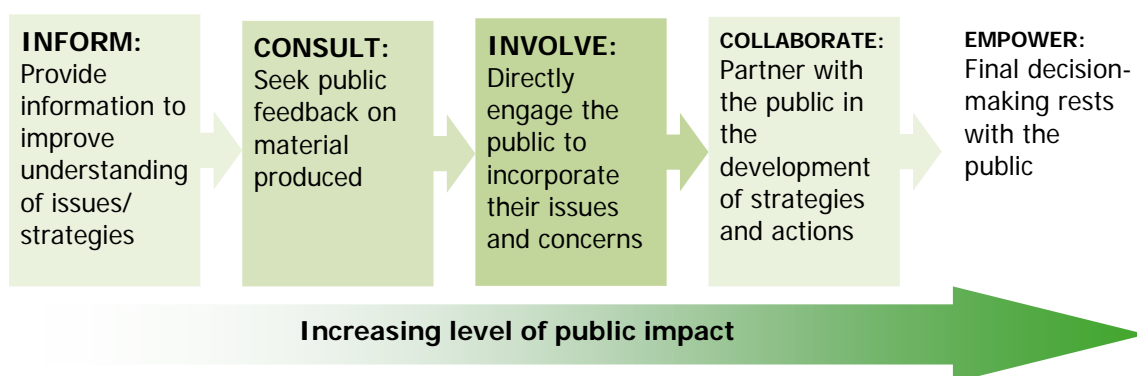 INFORM:
Provide
information to
improve
understanding
of issues/
strategies
CONSULT:
Seek public
feedback on
material
produced
INVOLVE:
Directly
engage the
public to
incorporate
their issues
and concerns
COLLABORATE:
Partner with
the public in
the
development
of strategies
and actions
EMPOWER:
Final decision-
making rests
with the
public
Increasing level of public impact